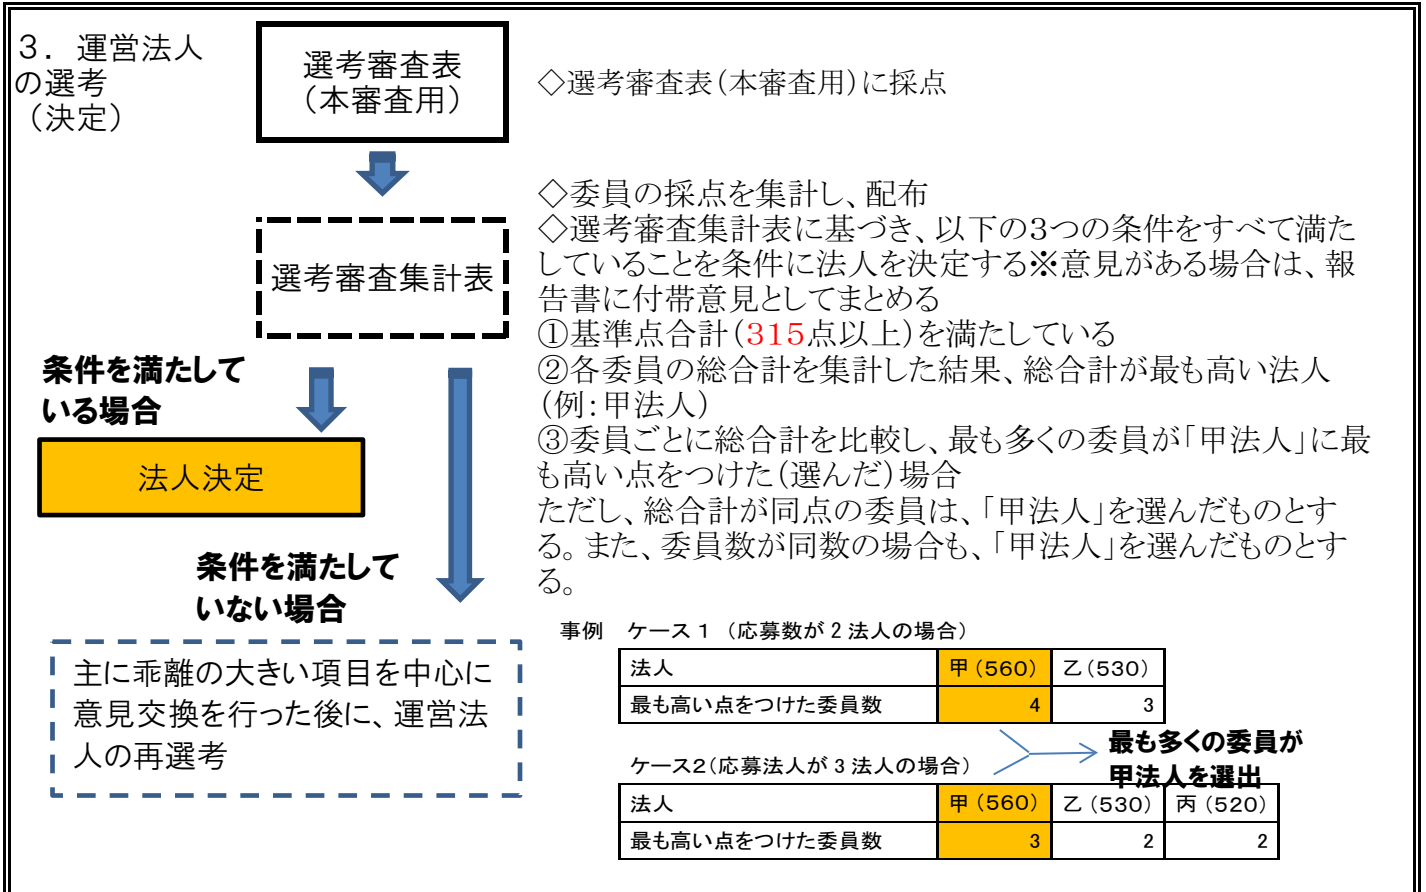 ３．運営法人
の選考
（決定）
選考審査表
（本審査用）
◇選考審査表（本審査用）に採点
◇委員の採点を集計し、配布
◇選考審査集計表に基づき、以下の３つの条件をすべて満た
していることを条件に法人を決定する※意見がある場合は、報
告書に付帯意見としてまとめる
①基準点合計（３１５点以上）を満たしている
②各委員の総合計を集計した結果、総合計が最も高い法人
（例：甲法人）
③委員ごとに総合計を比較し、最も多くの委員が「甲法人」に最
も高い点をつけた（選んだ）場合
ただし、総合計が同点の委員は、「甲法人」を選んだものとす
る。また、委員数が同数の場合も、「甲法人」を選んだものとす
る。
選考審査集計表
条件を満たして
いる場合
法人決定
条件を満たして
いない場合
主に乖離の大きい項目を中心に
意見交換を行った後に、運営法
人の再選考
事例　ケース１（応募数が２法人の場合）
法人　甲（５６０）　乙（５３０）
最も高い点をつけた委員数　4　3
最も多くの委員が
甲法人を選出
ケース２（応募法人が３法人の場合）
法人　甲（５６０）　乙（５３０）　丙（５２０）
最も高い点をつけた委員数　3　2　2